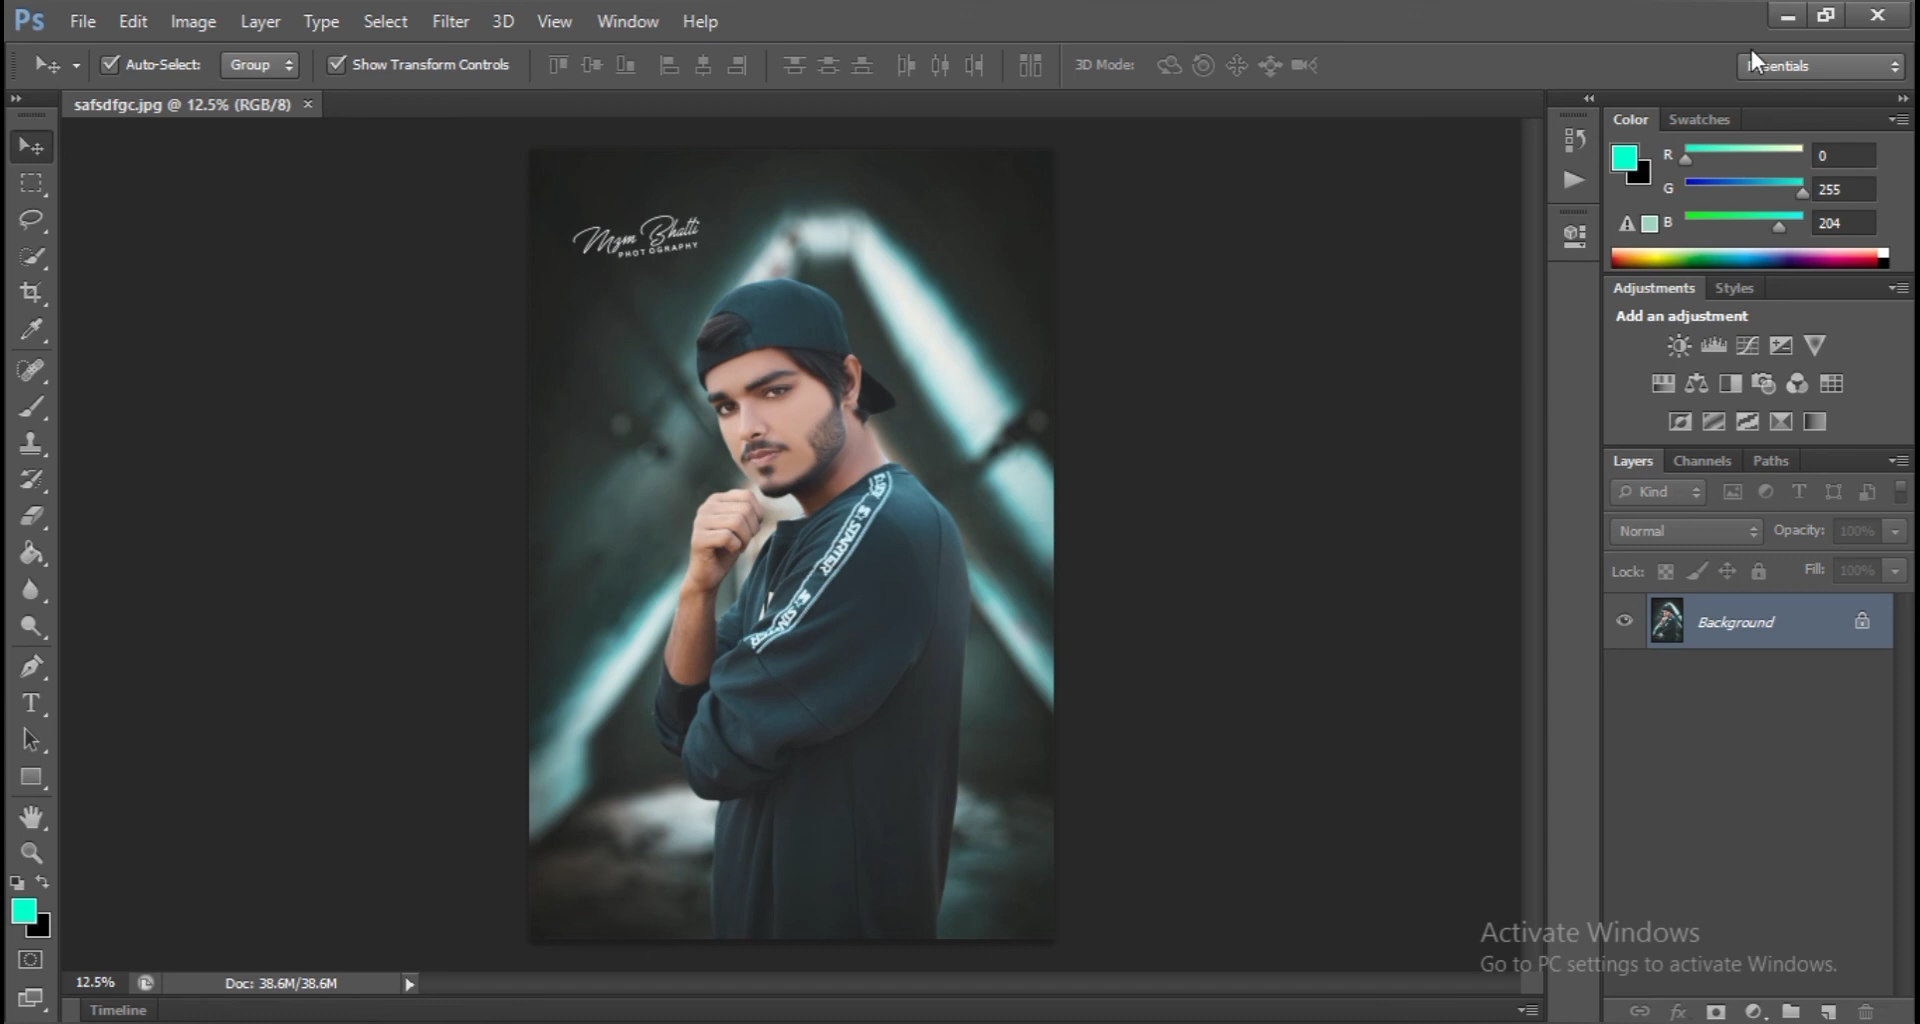 Ps File Edit Image Layer Type Select Filter 3D View Window Help
Auto-Select: Group Show Transform Controls 3D Mode:
safsdfgc.jpg @ 12.5% (RGB/8) ×
Color Swatches
R 0
G 255
B 204
Mzm Bhatti
PHOTOGRAPHY
Adjustments Styles
Add an adjustment
Layers Channels Paths
Kind
Normal Opacity: 100%
Lock: Fill: 100%
Background
STARTER
Activate Windows
Go to PC settings to activate Windows.
12.5% Doc: 38.6M/38.6M
Timeline